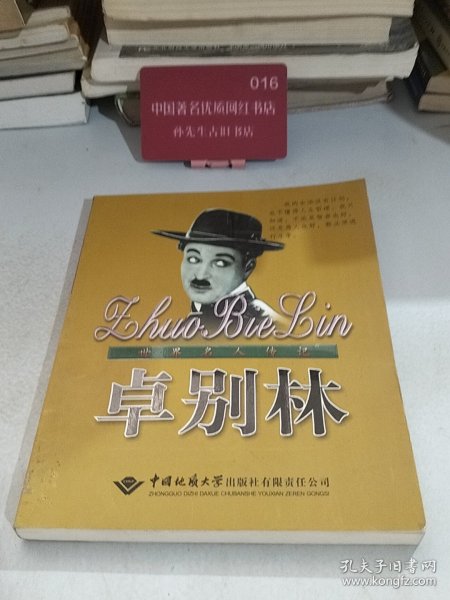 016
中国著名优质网红书店
孙先生古旧书店
Zhuo Bie Lin
世界名人传记
卓别林
中国地质大学出版社有限责任公司
ZHONGGUO DIZHI DAXUE CHUBANSHE YOUXIAN ZEREN GONGSI
孔夫子旧书网
www.kongfz.com